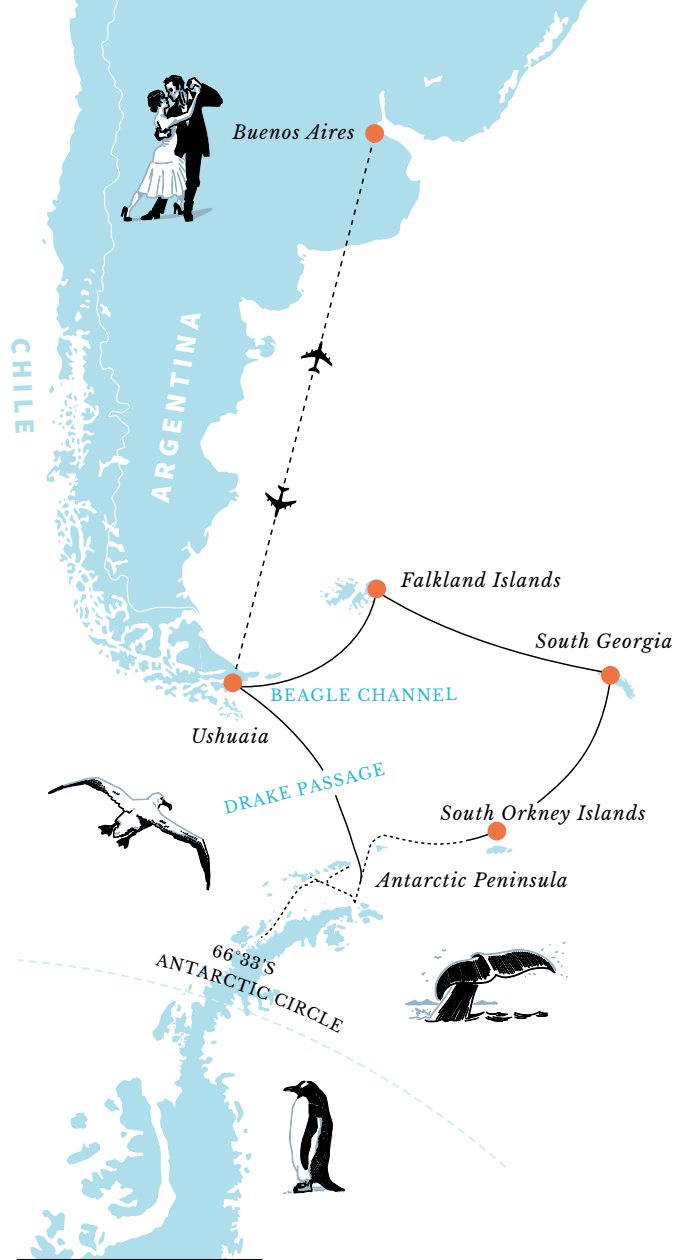 Buenos Aires
ARGENTINA
CHILE
Falkland Islands
South Georgia
BEAGLE CHANNEL
Ushuaia
DRAKE PASSAGE
South Orkney Islands
Antarctic Peninsula
66°33'S
ANTARCTIC CIRCLE